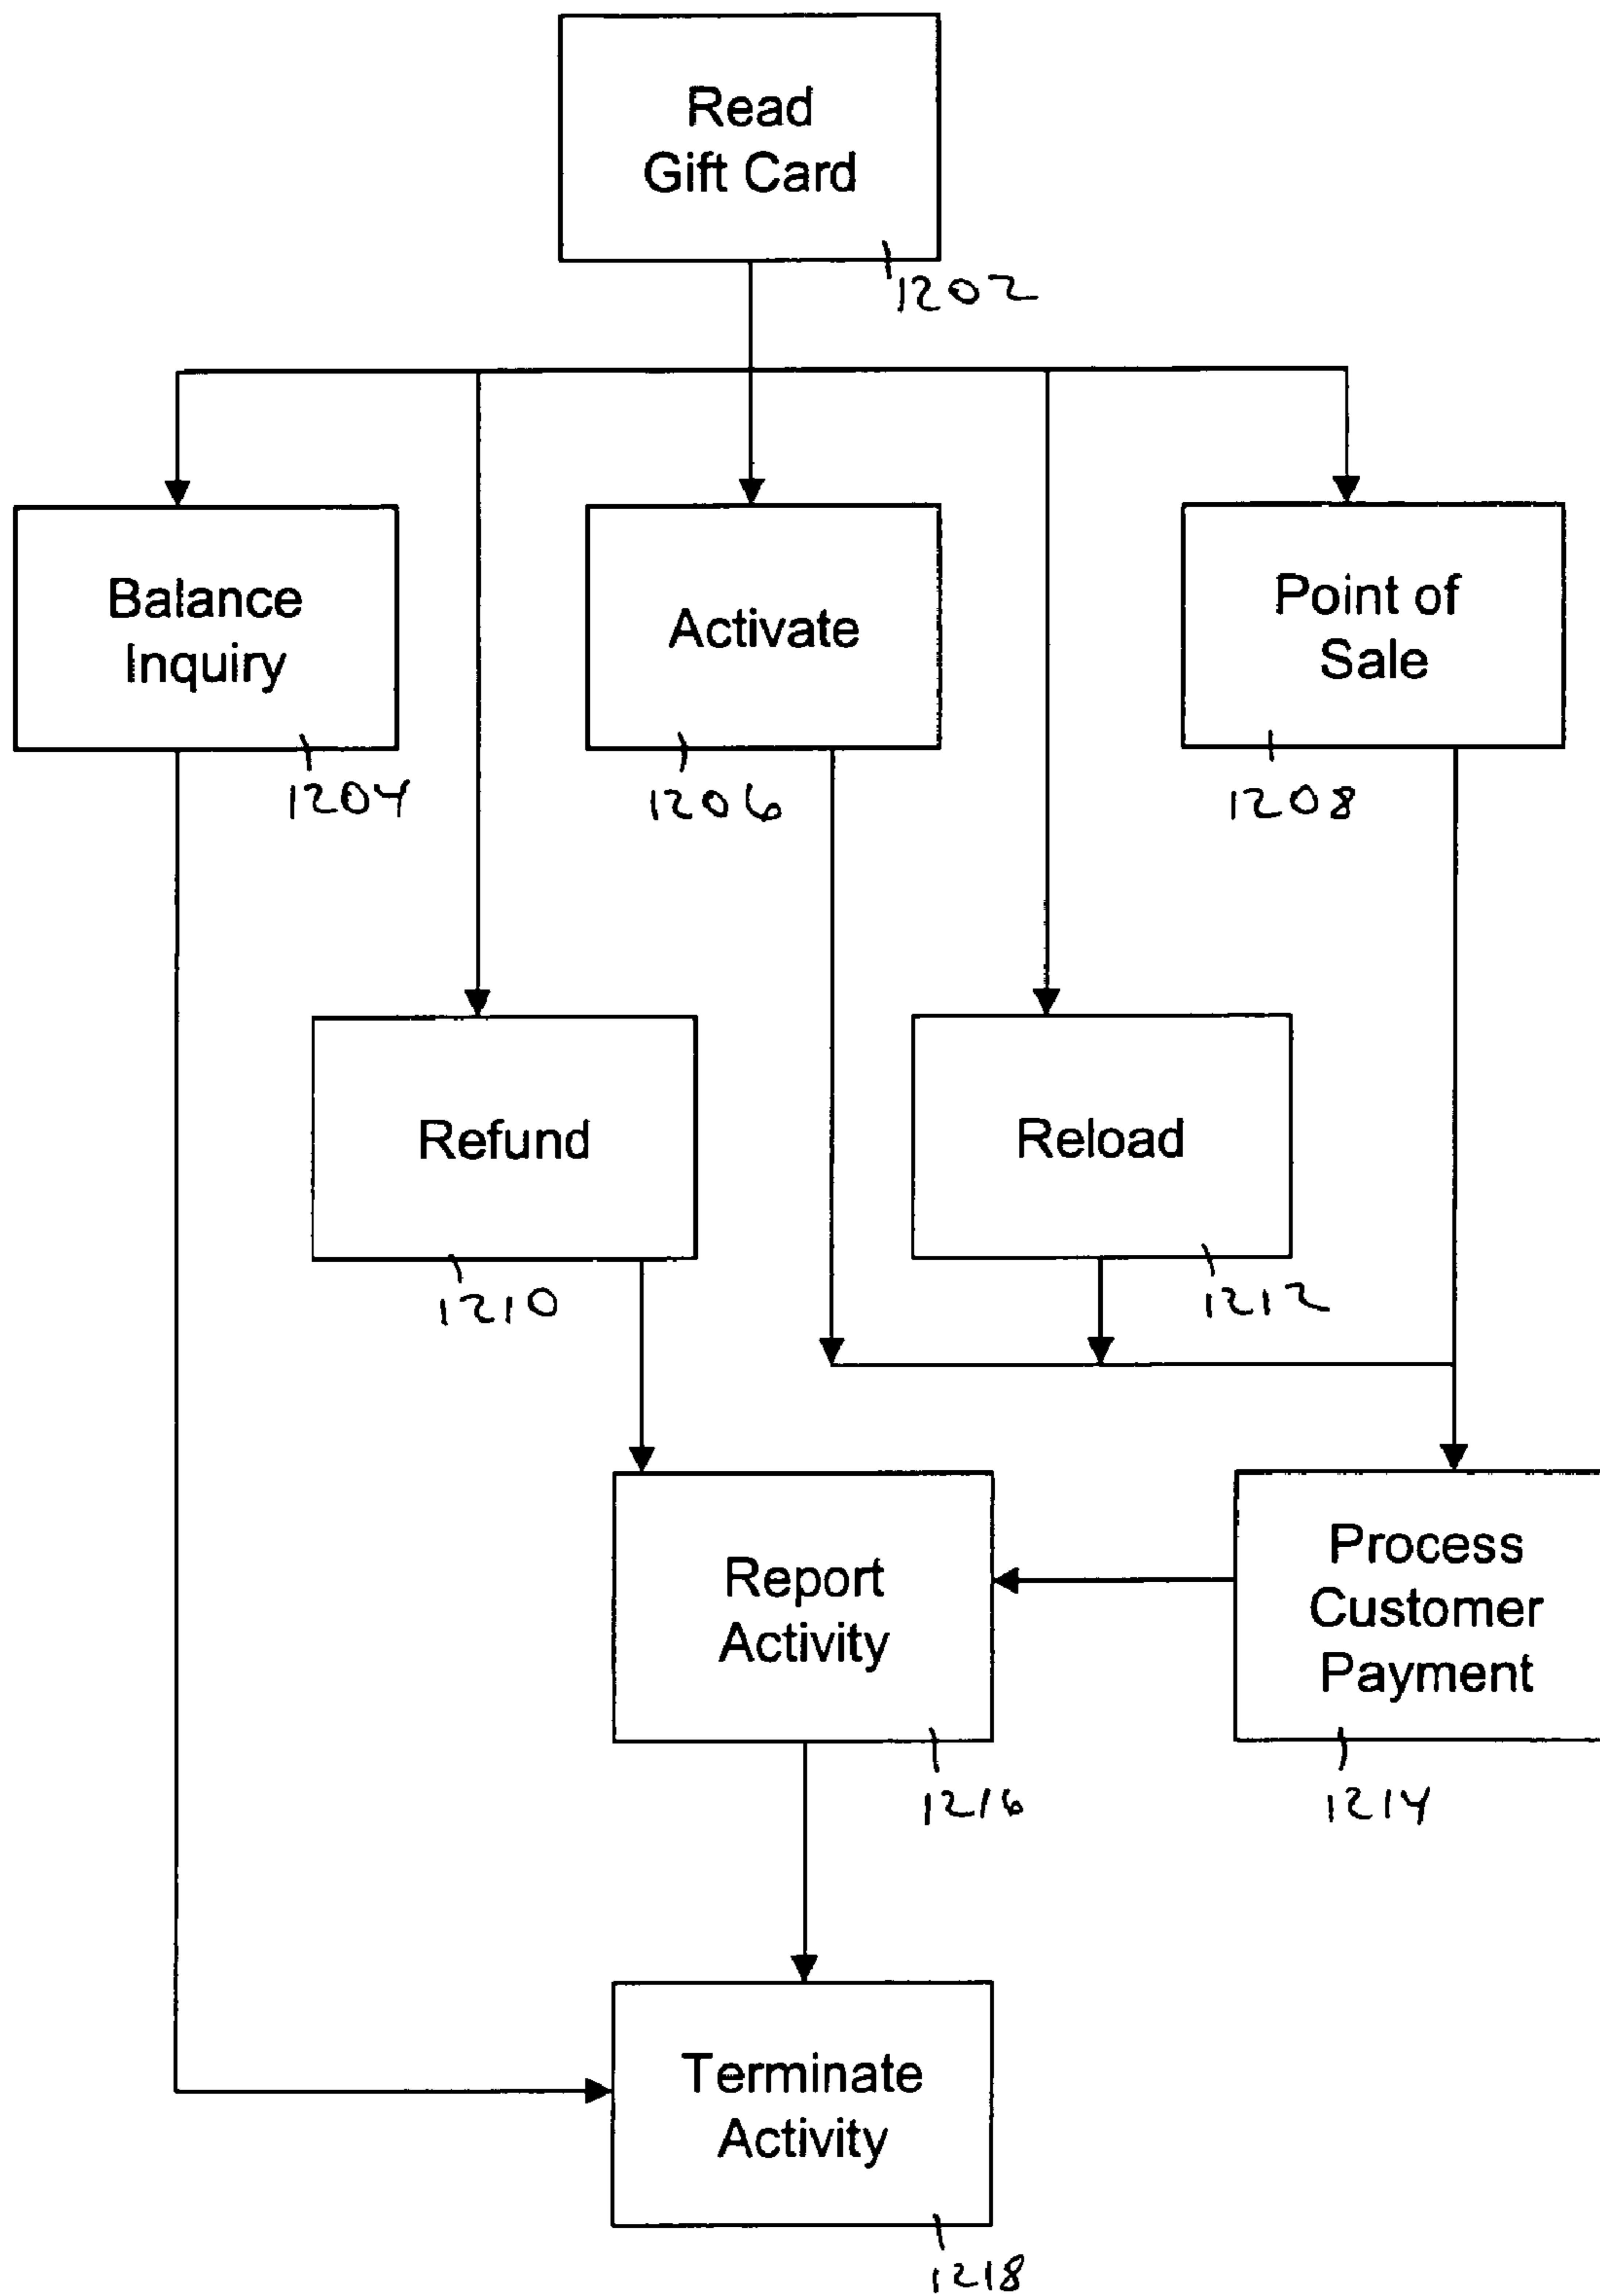 Read
Gift Card
1202
Balance
Inquiry
1204
Activate
1206
Point of
Sale
1208
Refund
1210
Reload
1212
Report
Activity
1216
Process
Customer
Payment
1214
Terminate
Activity
1218